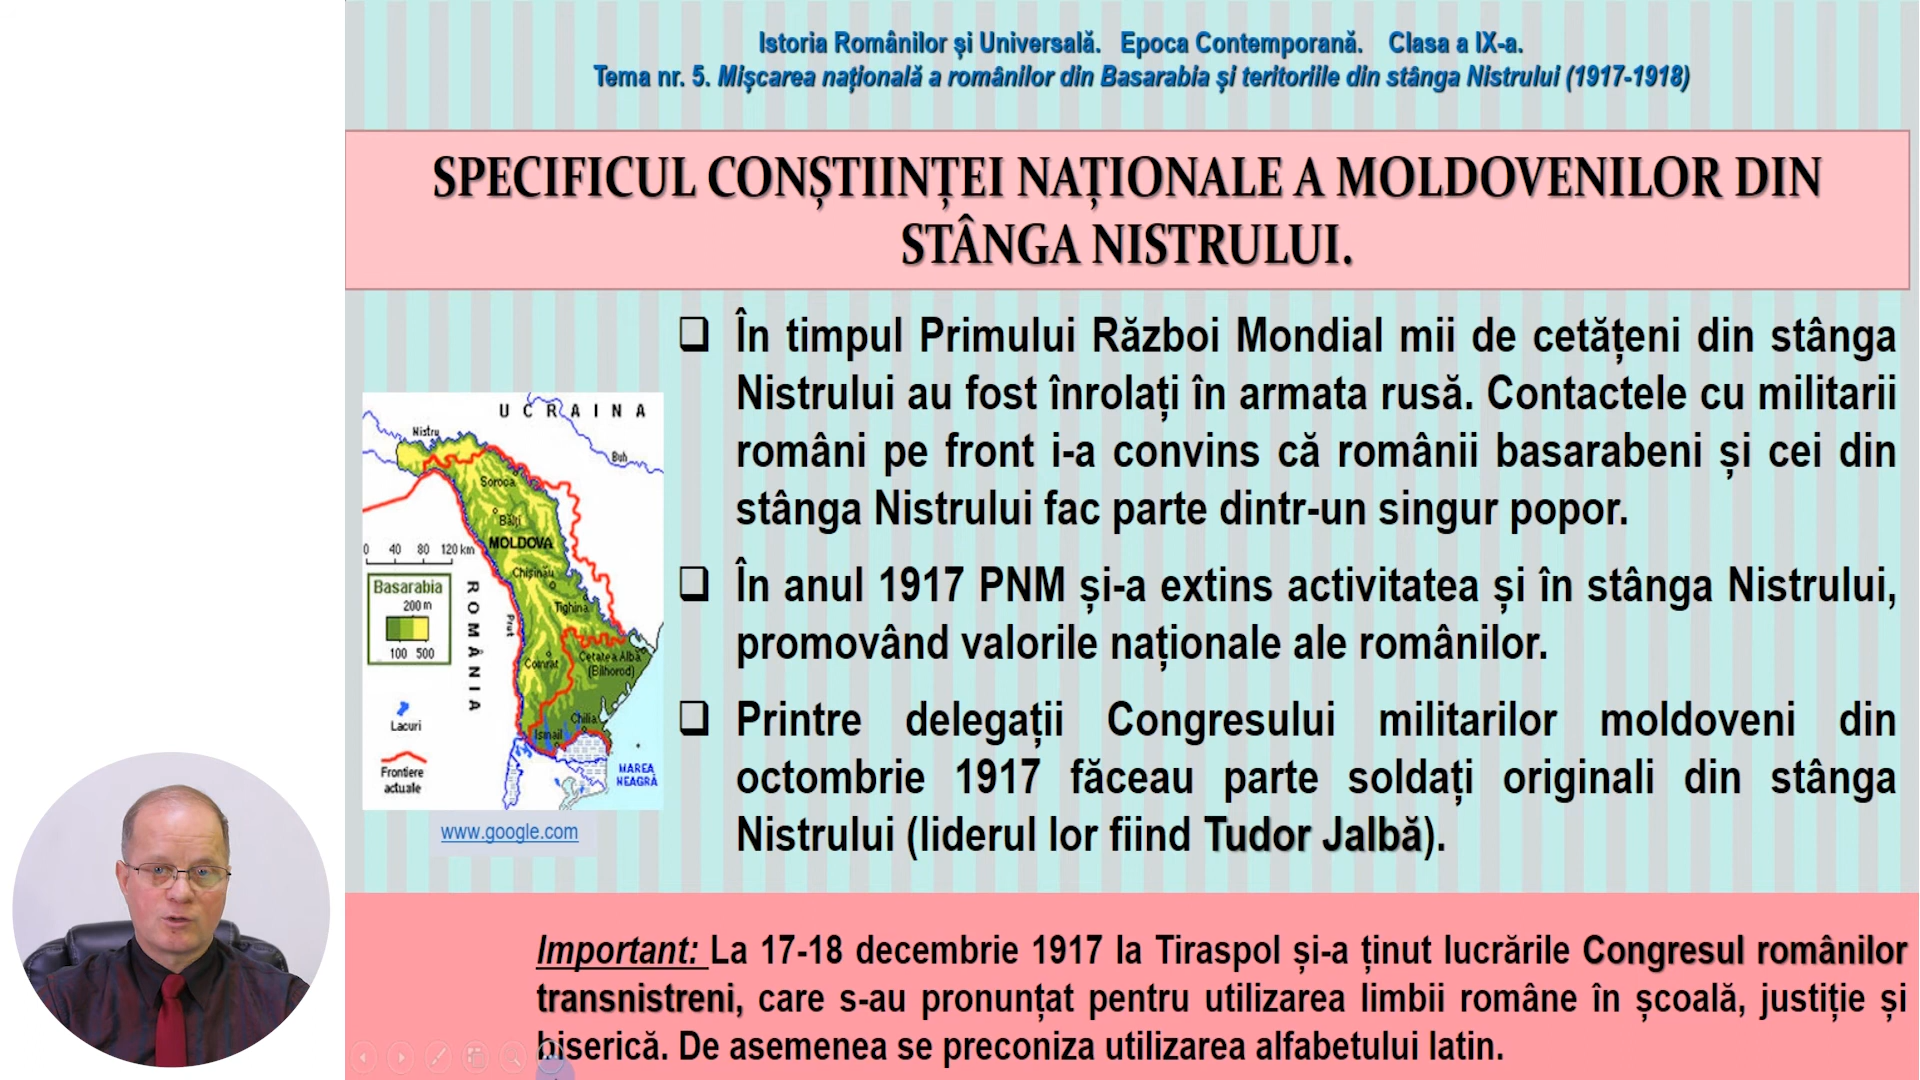 Istoria Românilor și Universală. Epoca Contemporană. Clasa a IX-a.
Tema nr. 5. Mișcarea națională a românilor din Basarabia și teritoriile din stânga Nistrului (1917-1918)
SPECIFICUL CONȘTIINȚEI NAȚIONALE A MOLDOVENILOR DIN
STÂNGA NISTRULUI.
În timpul Primului Război Mondial mii de cetățeni din stânga
Nistrului au fost înrolați în armata rusă. Contactele cu militarii
români pe front i-a convins că românii basarabeni și cei din
stânga Nistrului fac parte dintr-un singur popor.
În anul 1917 PNM și-a extins activitatea și în stânga Nistrului,
promovând valorile naționale ale românilor.
Printre delegații Congresului militarilor moldoveni din
octombrie 1917 făceau parte soldați originali din stânga
Nistrului (liderul lor fiind Tudor Jalbă).
UCRAINA
Nistru
Buh
Soroca
Bălți
MOLDOVA
0 40 80 120 km
Chișinău
Basarabia
200 m
100 500
ROMÂNIA
Prut
Tighina
Comrat
Cetatea Albă
(Bilhorod)
Lacuri
Chilia
Ismail
Frontiere
actuale
MAREA
NEAGRĂ
www.google.com
Important: La 17-18 decembrie 1917 la Tiraspol și-a ținut lucrările Congresul românilor
transnistreni, care s-au pronunțat pentru utilizarea limbii române în școală, justiție și
biserică. De asemenea se preconiza utilizarea alfabetului latin.